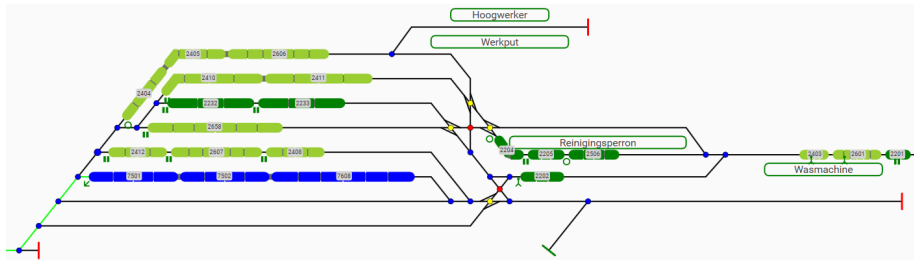 Hoogwerker
Werkput
2405 2606
2404
2410 2411
2232 2233
2658
2204
Reinigingsperron
2412 2607 2408
2205 2506
2403 2601 2201
Wasmachine
7501 7502 7608
2202